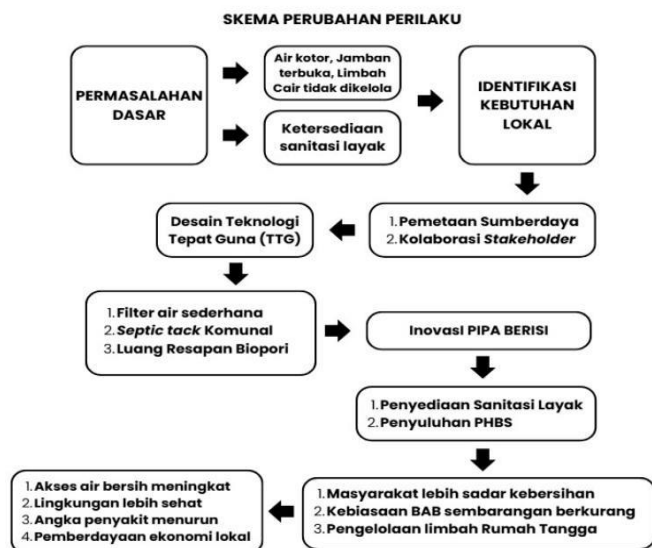 SKEMA PERUBAHAN PERILAKU
PERMASALAHAN
DASAR
Air kotor, Jamban
terbuka, Limbah
Cair tidak dikelola
Ketersediaan
sanitasi layak
IDENTIFIKASI
KEBUTUHAN
LOKAL
1. Pemetaan Sumberdaya
2. Kolaborasi Stakeholder
Desain Teknologi
Tepat Guna (TTG)
1. Filter air sederhana
2. Septic tack Komunal
3. Luang Resapan Biopori
Inovasi PIPA BERISI
1. Penyediaan Sanitasi Layak
2. Penyuluhan PHBS
1. Masyarakat lebih sadar kebersihan
2. Kebiasaan BAB sembarangan berkurang
3. Pengelolaan limbah Rumah Tangga
1. Akses air bersih meningkat
2. Lingkungan lebih sehat
3. Angka penyakit menurun
4. Pemberdayaan ekonomi lokal